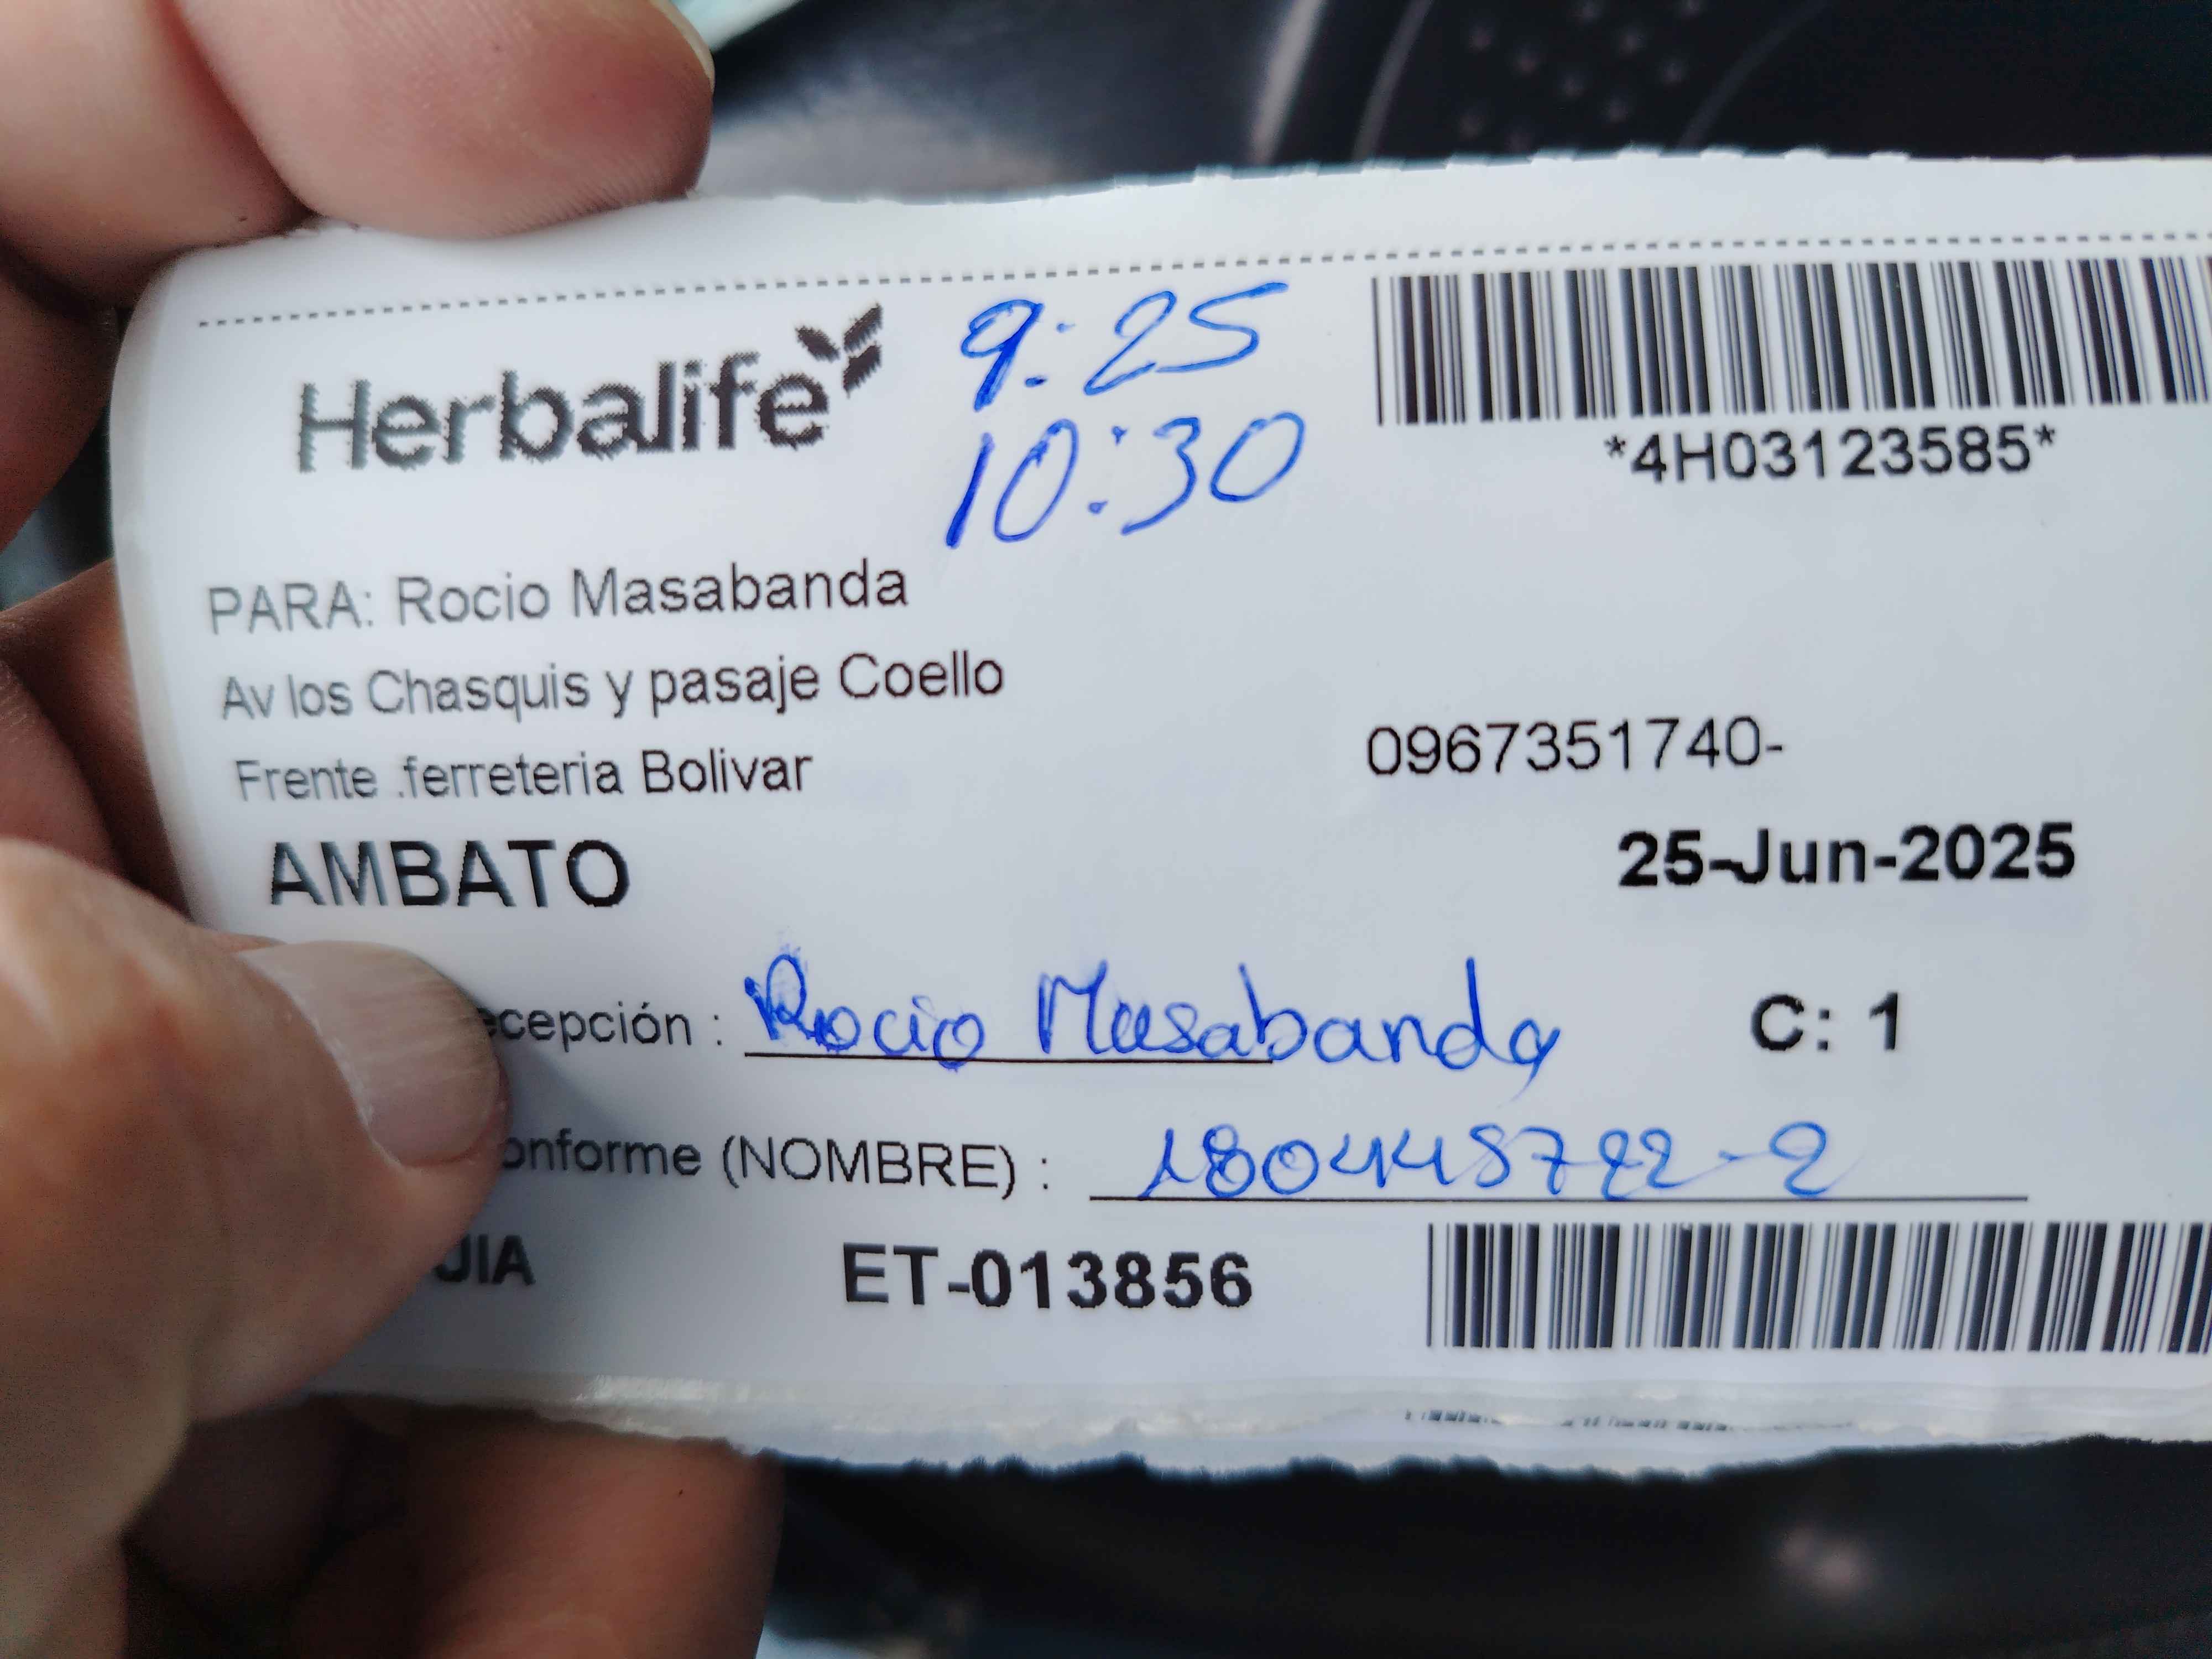 Herbalife
9:25
10:30
*4H03123585*
PARA: Rocio Masabanda
Av los Chasquis y pasaje Coello
Frente .ferreteria Bolivar
0967351740-
AMBATO
25-Jun-2025
ecepción : Rocio Masabanda
C: 1
onforme (NOMBRE) : 180448722-2
UIA
ET-013856